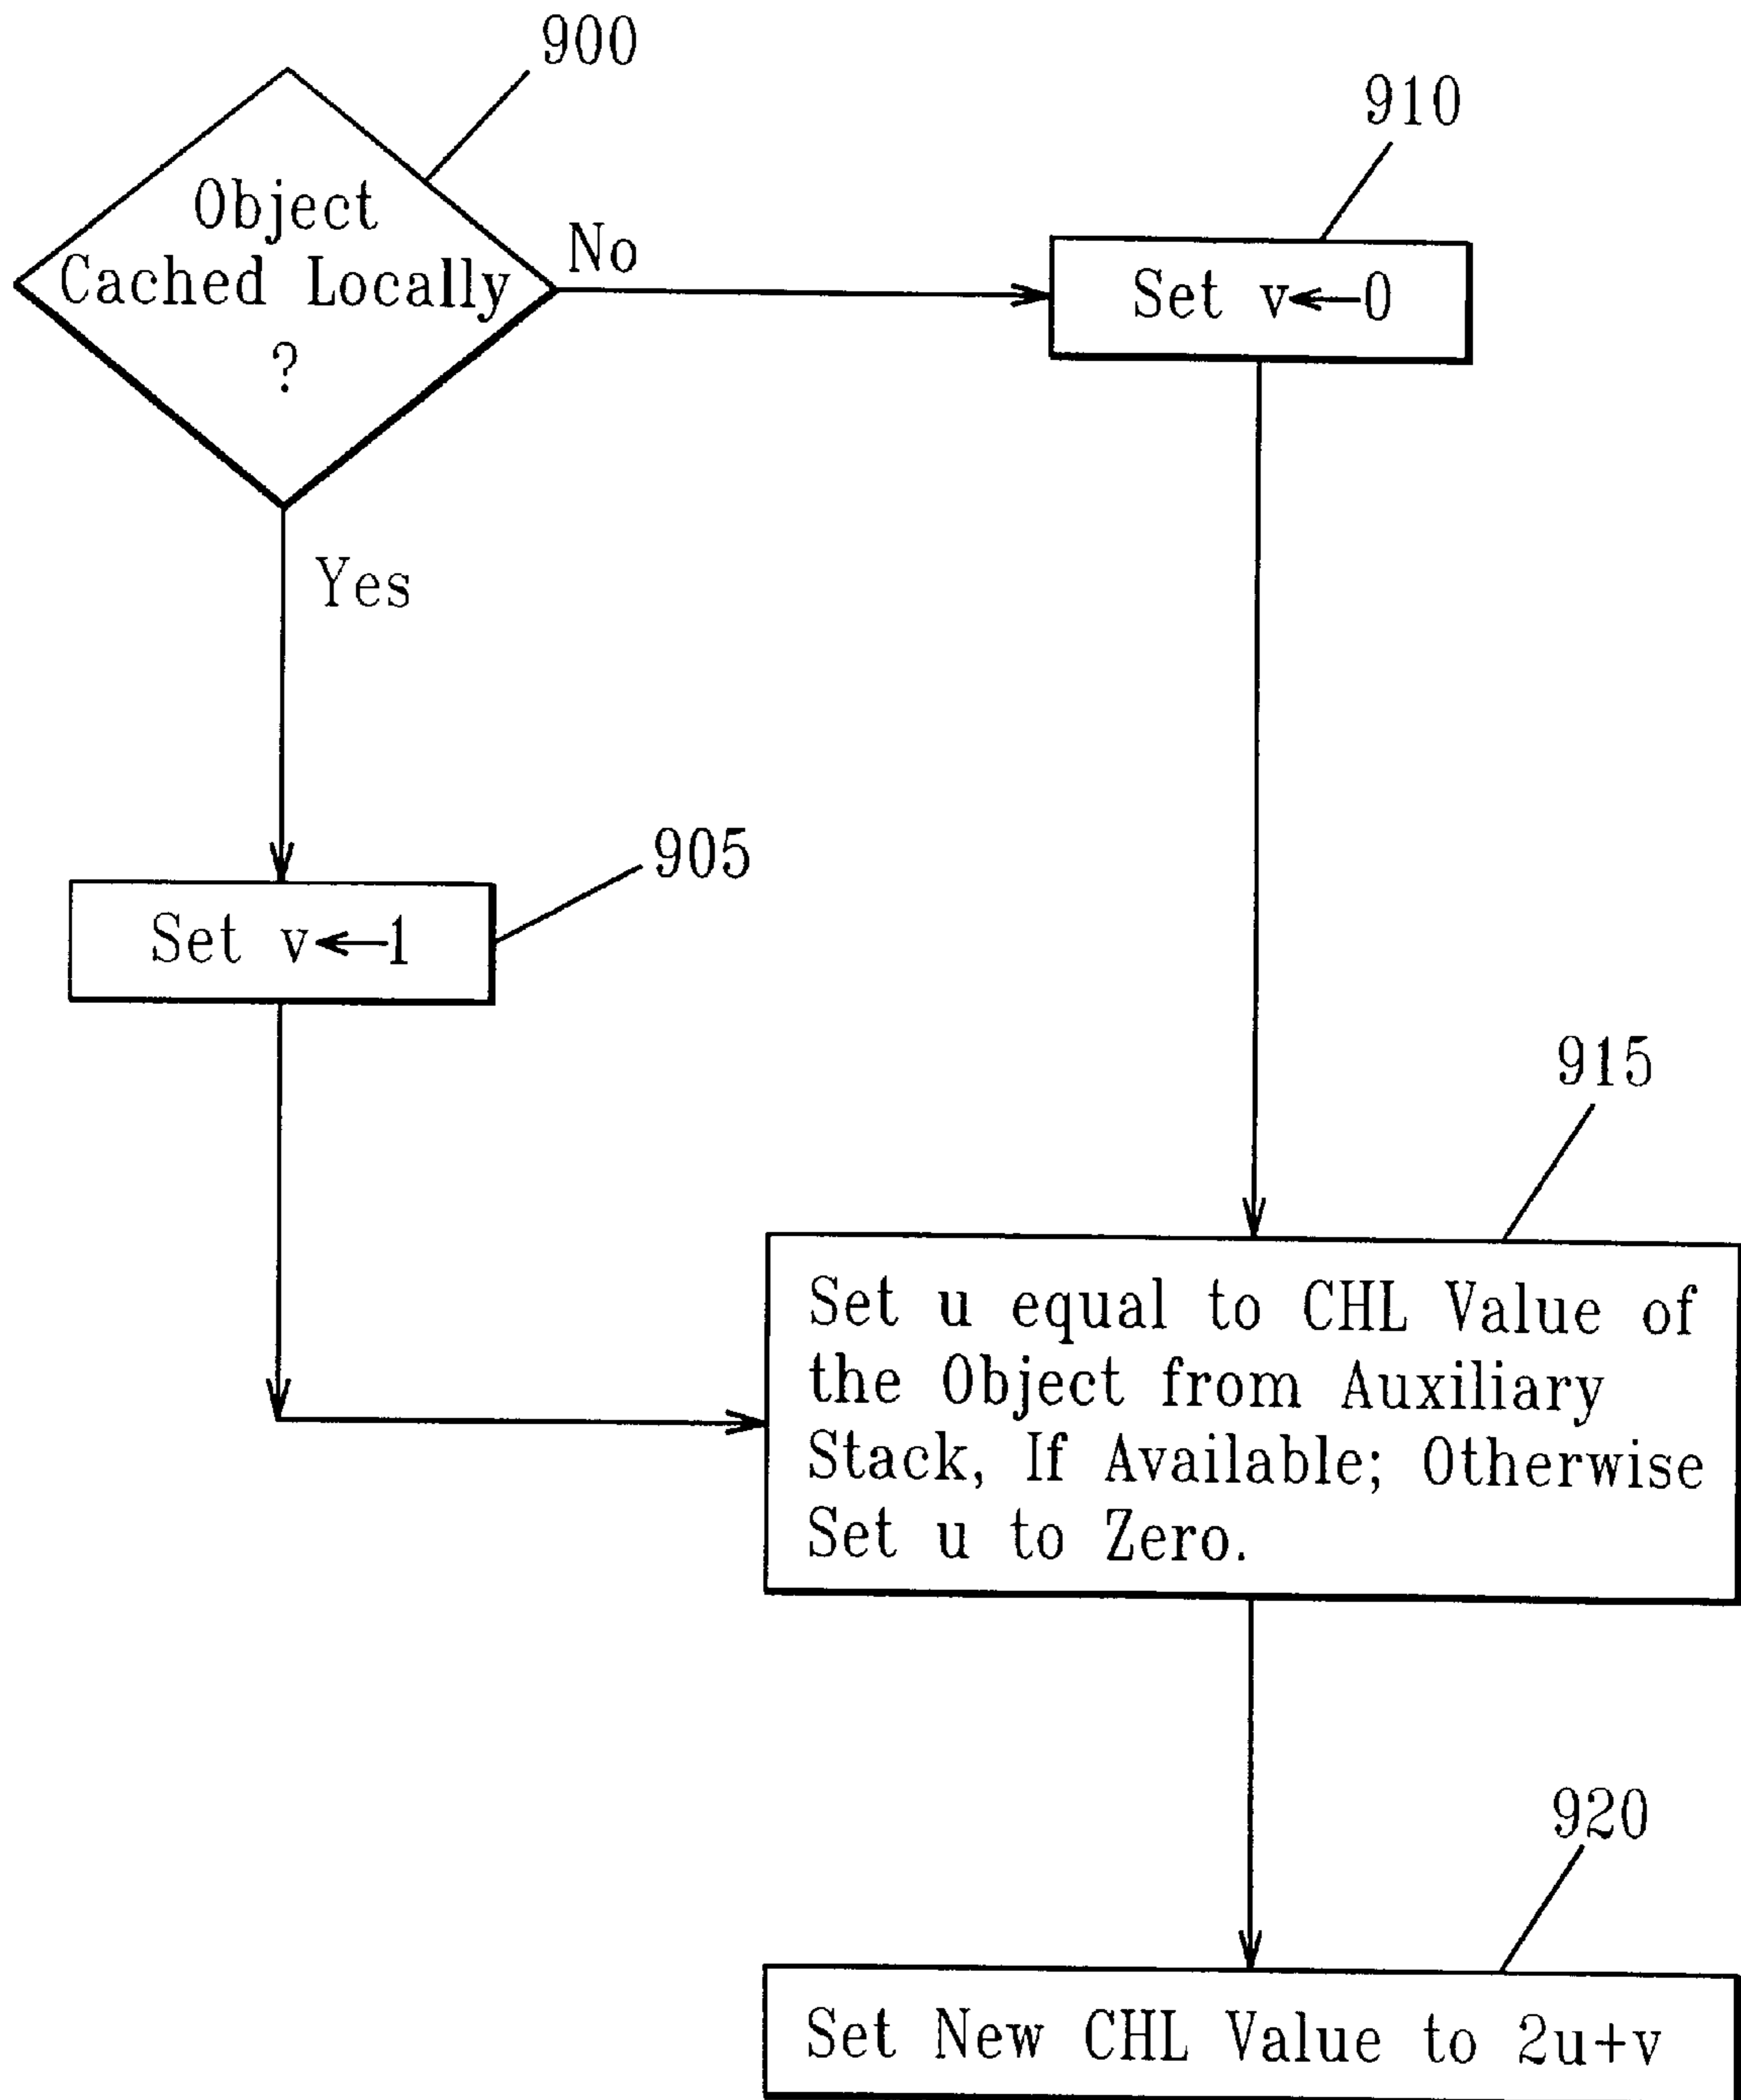 900
910
Object
Cached Locally
?
No
Set v←0
Yes
905
Set v←1
915
Set u equal to CHL Value of
the Object from Auxiliary
Stack, If Available; Otherwise
Set u to Zero.
920
Set New CHL Value to 2u+v